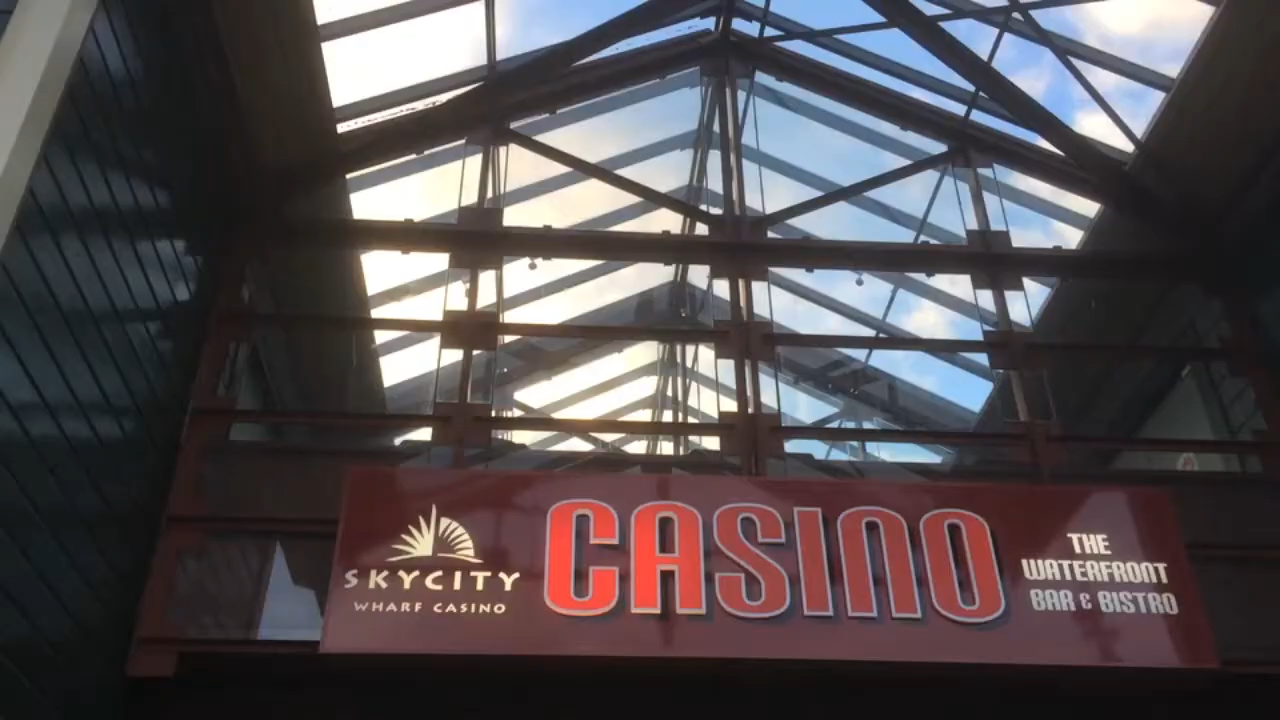 SKYCITY
WHARF CASINO
CASINO
THE
WATERFRONT
BAR & BISTRO